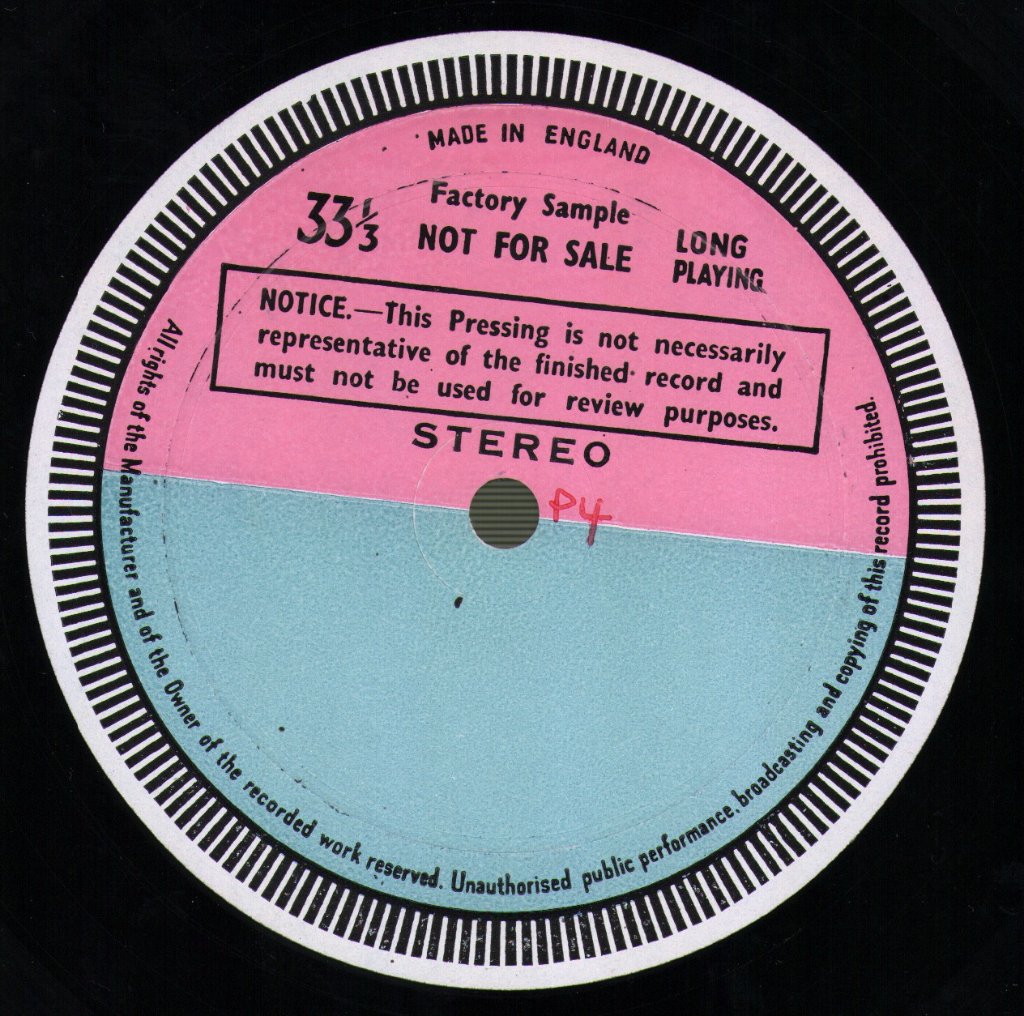 MADE IN ENGLAND
Factory Sample
33 1/3
NOT FOR SALE
LONG
PLAYING
NOTICE.—This Pressing is not necessarily
representative of the finished record and
must not be used for review purposes.
STEREO
P4
All rights of the Manufacturer and of the Owner of the recorded work reserved. Unauthorised public performance, broadcasting and copying of this record prohibited.